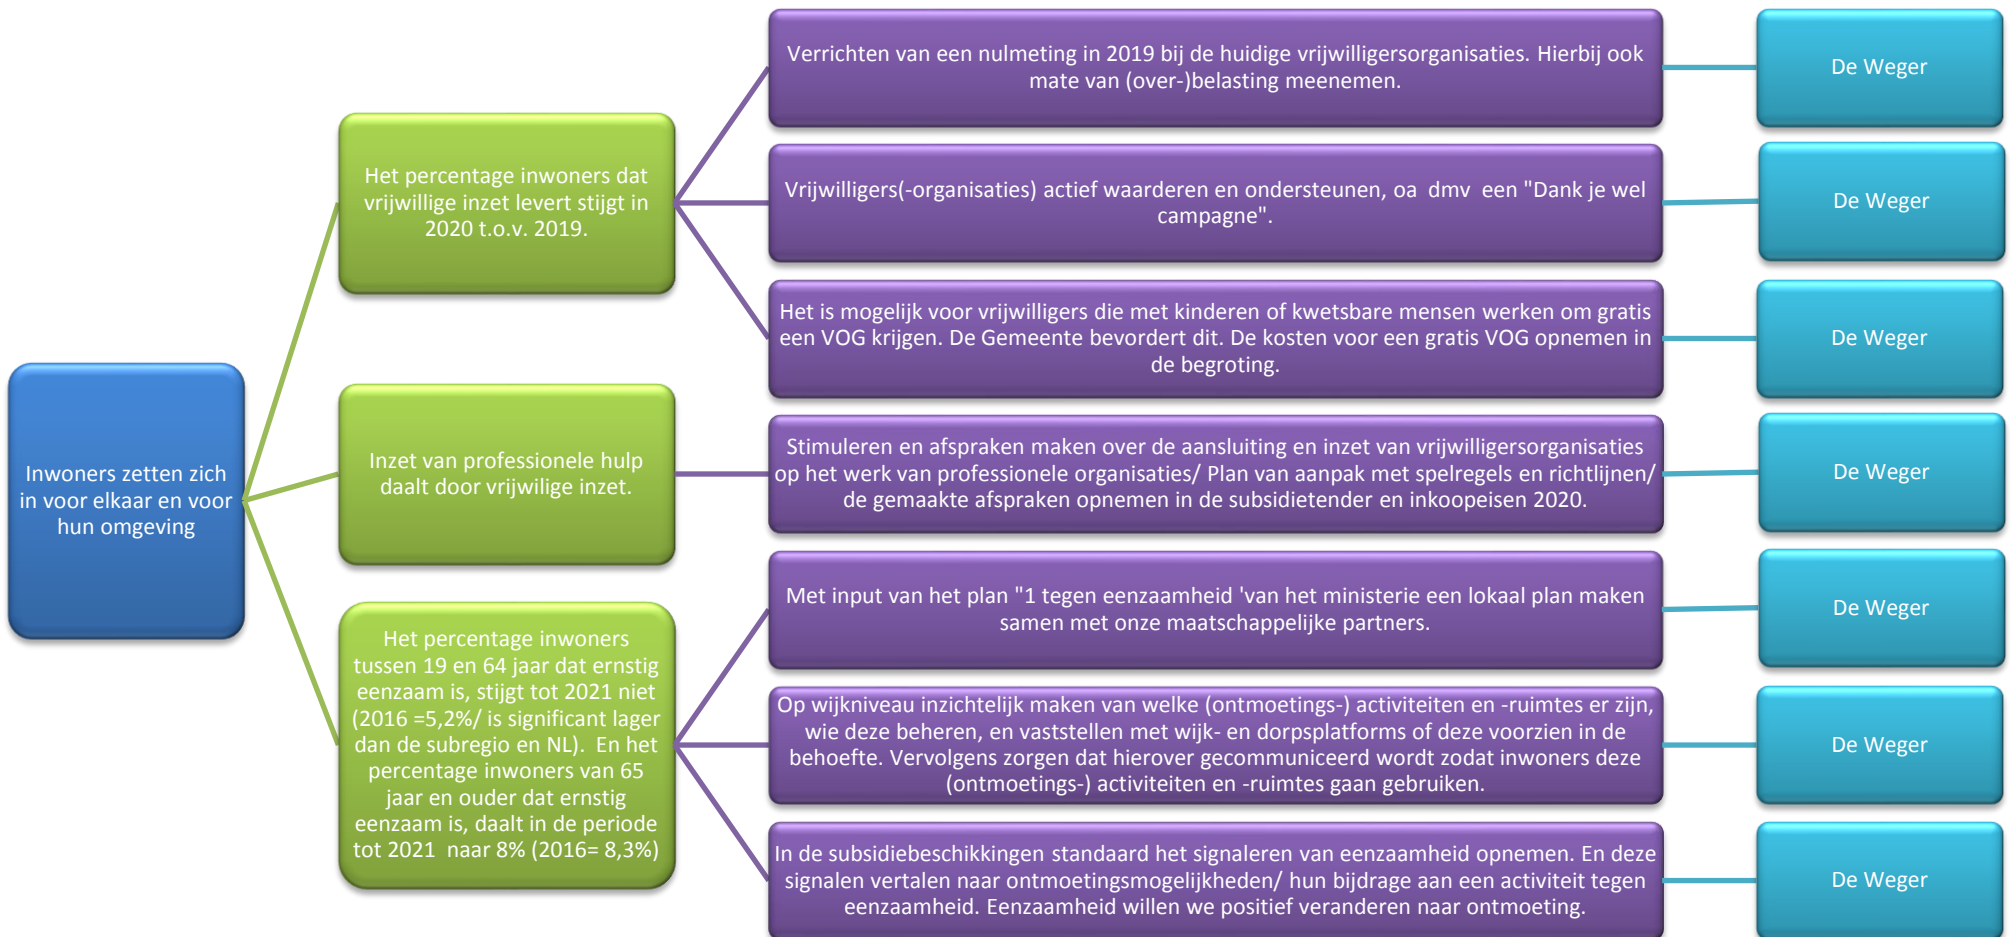 Inwoners zetten zich
in voor elkaar en voor
hun omgeving
Het percentage inwoners dat
vrijwillige inzet levert stijgt in
2020 t.o.v. 2019.
Verrichten van een nulmeting in 2019 bij de huidige vrijwilligersorganisaties. Hierbij ook
mate van (over-)belasting meenemen.
De Weger
Vrijwilligers(-organisaties) actief waarderen en ondersteunen, oa dmv een "Dank je wel
campagne".
De Weger
Het is mogelijk voor vrijwilligers die met kinderen of kwetsbare mensen werken om gratis
een VOG krijgen. De Gemeente bevordert dit. De kosten voor een gratis VOG opnemen in
de begroting.
De Weger
Inzet van professionele hulp
daalt door vrijwilige inzet.
Stimuleren en afspraken maken over de aansluiting en inzet van vrijwilligersorganisaties
op het werk van professionele organisaties/ Plan van aanpak met spelregels en richtlijnen/
de gemaakte afspraken opnemen in de subsidietender en inkoopeisen 2020.
De Weger
Het percentage inwoners
tussen 19 en 64 jaar dat ernstig
eenzaam is, stijgt tot 2021 niet
(2016 =5,2%/ is significant lager
dan de subregio en NL). En het
percentage inwoners van 65
jaar en ouder dat ernstig
eenzaam is, daalt in de periode
tot 2021 naar 8% (2016= 8,3%)
Met input van het plan "1 tegen eenzaamheid 'van het ministerie een lokaal plan maken
samen met onze maatschappelijke partners.
De Weger
Op wijkniveau inzichtelijk maken van welke (ontmoetings-) activiteiten en -ruimtes er zijn,
wie deze beheren, en vaststellen met wijk- en dorpsplatforms of deze voorzien in de
behoefte. Vervolgens zorgen dat hierover gecommuniceerd wordt zodat inwoners deze
(ontmoetings-) activiteiten en -ruimtes gaan gebruiken.
De Weger
In de subsidiebeschikkingen standaard het signaleren van eenzaamheid opnemen. En deze
signalen vertalen naar ontmoetingsmogelijkheden/ hun bijdrage aan een activiteit tegen
eenzaamheid. Eenzaamheid willen we positief veranderen naar ontmoeting.
De Weger